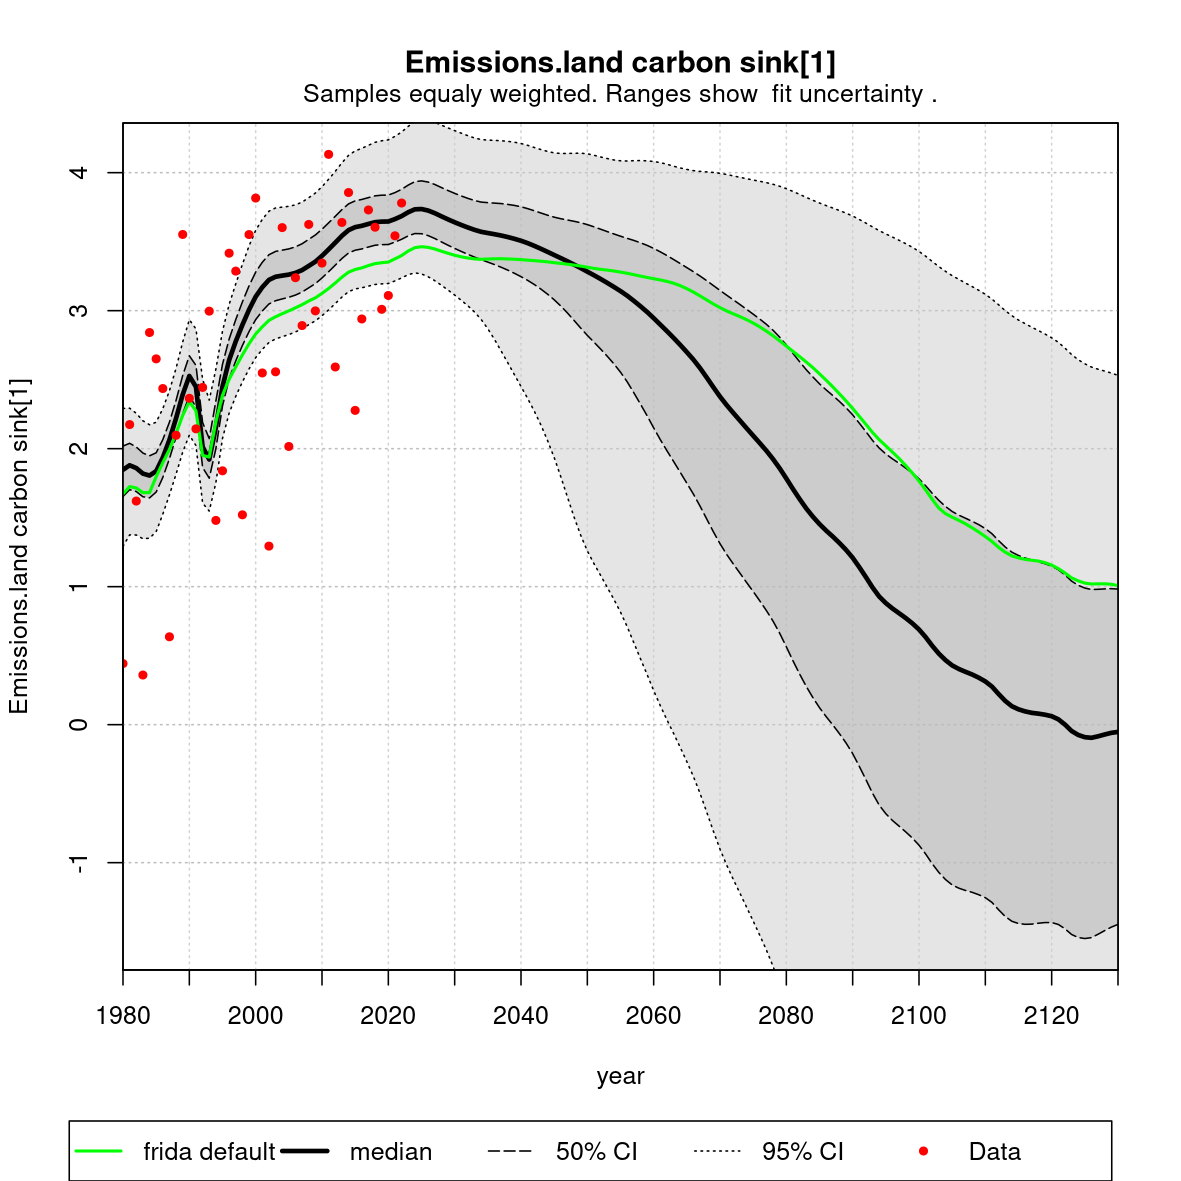 Emissions.land carbon sink[1]
Samples equaly weighted. Ranges show  fit uncertainty .
Emissions.land carbon sink[1]
4
3
2
1
0
-1
1980 2000 2020 2040 2060 2080 2100 2120
year
frida default median 50% CI 95% CI Data